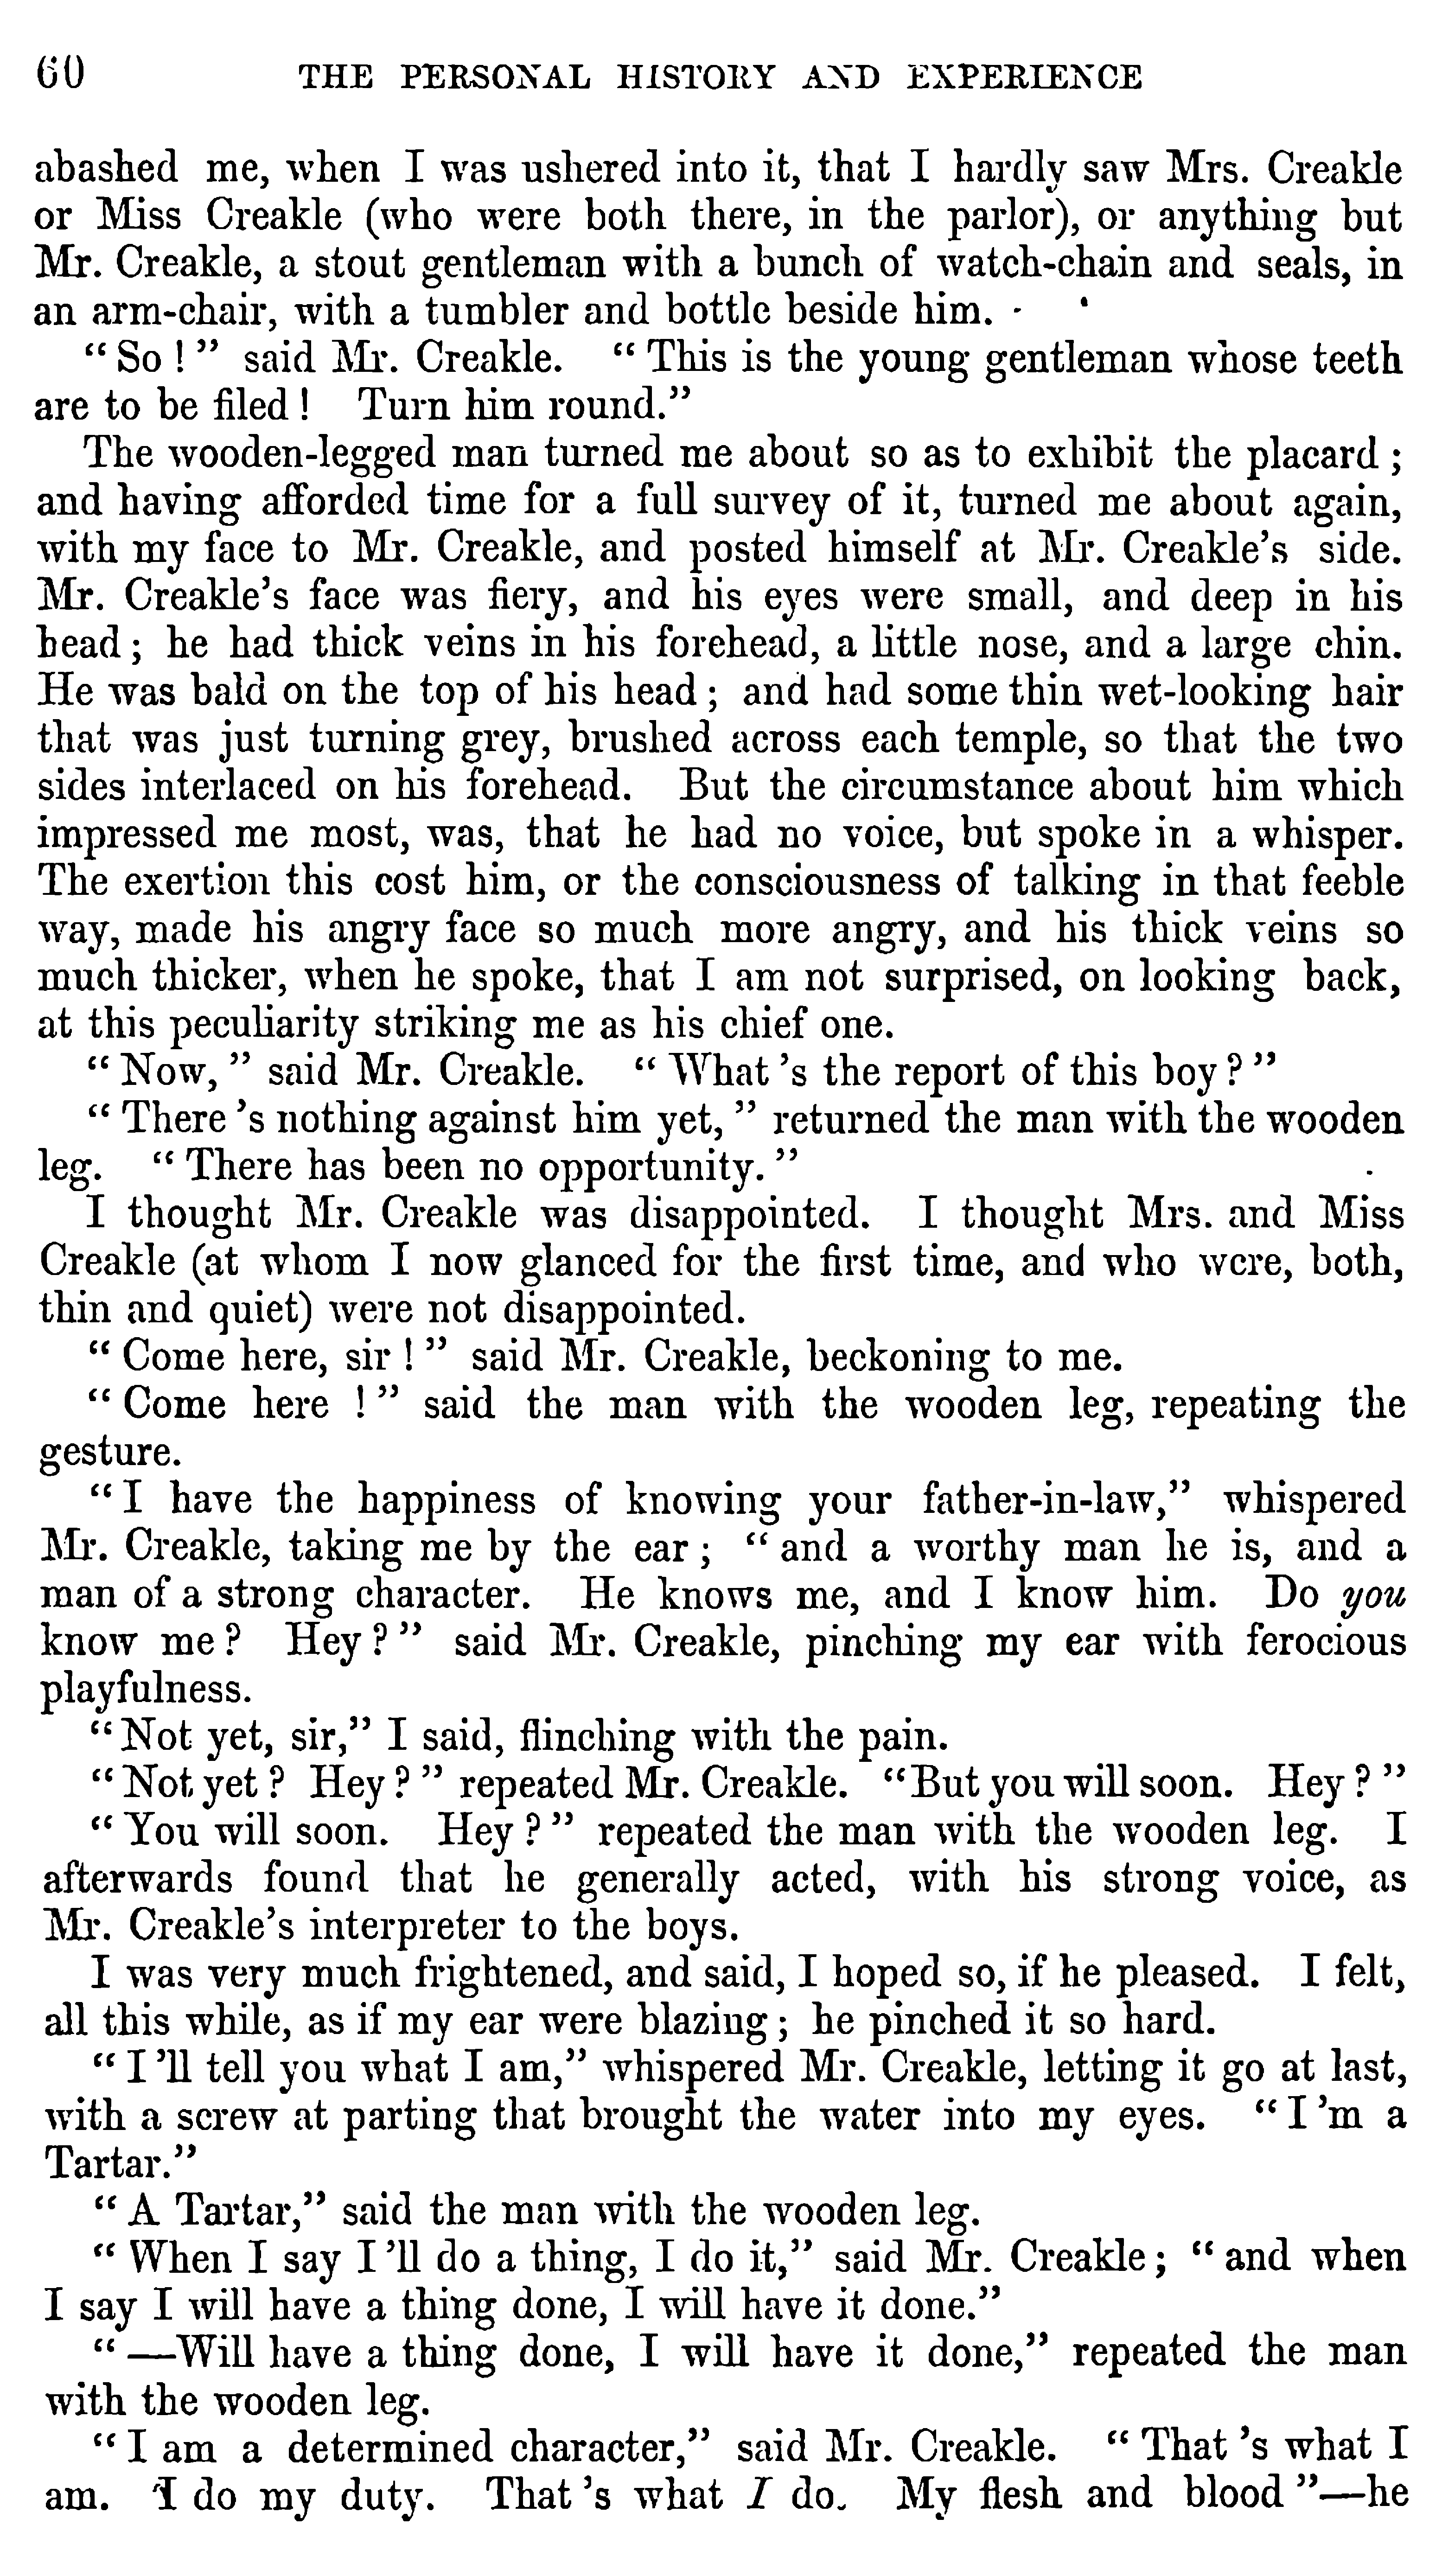 60 THE PERSONAL HISTORY AND EXPERIENCE
abashed me, when I was ushered into it, that I hardly saw Mrs. Creakle
or Miss Creakle (who were both there, in the parlor), or anything but
Mr. Creakle, a stout gentleman with a bunch of watch-chain and seals, in
an arm-chair, with a tumbler and bottle beside him.
“So!” said Mr. Creakle. “This is the young gentleman whose teeth
are to be filed! Turn him round.”
The wooden-legged man turned me about so as to exhibit the placard;
and having afforded time for a full survey of it, turned me about again,
with my face to Mr. Creakle, and posted himself at Mr. Creakle's side.
Mr. Creakle's face was fiery, and his eyes were small, and deep in his
head; he had thick veins in his forehead, a little nose, and a large chin.
He was bald on the top of his head; and had some thin wet-looking hair
that was just turning grey, brushed across each temple, so that the two
sides interlaced on his forehead. But the circumstance about him which
impressed me most, was, that he had no voice, but spoke in a whisper.
The exertion this cost him, or the consciousness of talking in that feeble
way, made his angry face so much more angry, and his thick veins so
much thicker, when he spoke, that I am not surprised, on looking back,
at this peculiarity striking me as his chief one.
“Now,” said Mr. Creakle. “What's the report of this boy?”
“There's nothing against him yet,” returned the man with the wooden
leg. “There has been no opportunity.”
I thought Mr. Creakle was disappointed. I thought Mrs. and Miss
Creakle (at whom I now glanced for the first time, and who were, both,
thin and quiet) were not disappointed.
“Come here, sir!” said Mr. Creakle, beckoning to me.
“Come here!” said the man with the wooden leg, repeating the
gesture.
“I have the happiness of knowing your father-in-law,” whispered
Mr. Creakle, taking me by the ear; “and a worthy man he is, and a
man of a strong character. He knows me, and I know him. Do you
know me? Hey?” said Mr. Creakle, pinching my ear with ferocious
playfulness.
“Not yet, sir,” I said, flinching with the pain.
“Not yet? Hey?” repeated Mr. Creakle. “But you will soon. Hey?”
“You will soon. Hey?” repeated the man with the wooden leg. I
afterwards found that he generally acted, with his strong voice, as
Mr. Creakle's interpreter to the boys.
I was very much frightened, and said, I hoped so, if he pleased. I felt,
all this while, as if my ear were blazing; he pinched it so hard.
“I'll tell you what I am,” whispered Mr. Creakle, letting it go at last,
with a screw at parting that brought the water into my eyes. “I'm a
Tartar.”
“A Tartar,” said the man with the wooden leg.
“When I say I'll do a thing, I do it,” said Mr. Creakle; “and when
I say I will have a thing done, I will have it done.”
“—Will have a thing done, I will have it done,” repeated the man
with the wooden leg.
“I am a determined character,” said Mr. Creakle. “That's what I
am. I do my duty. That's what I do. My flesh and blood”—he